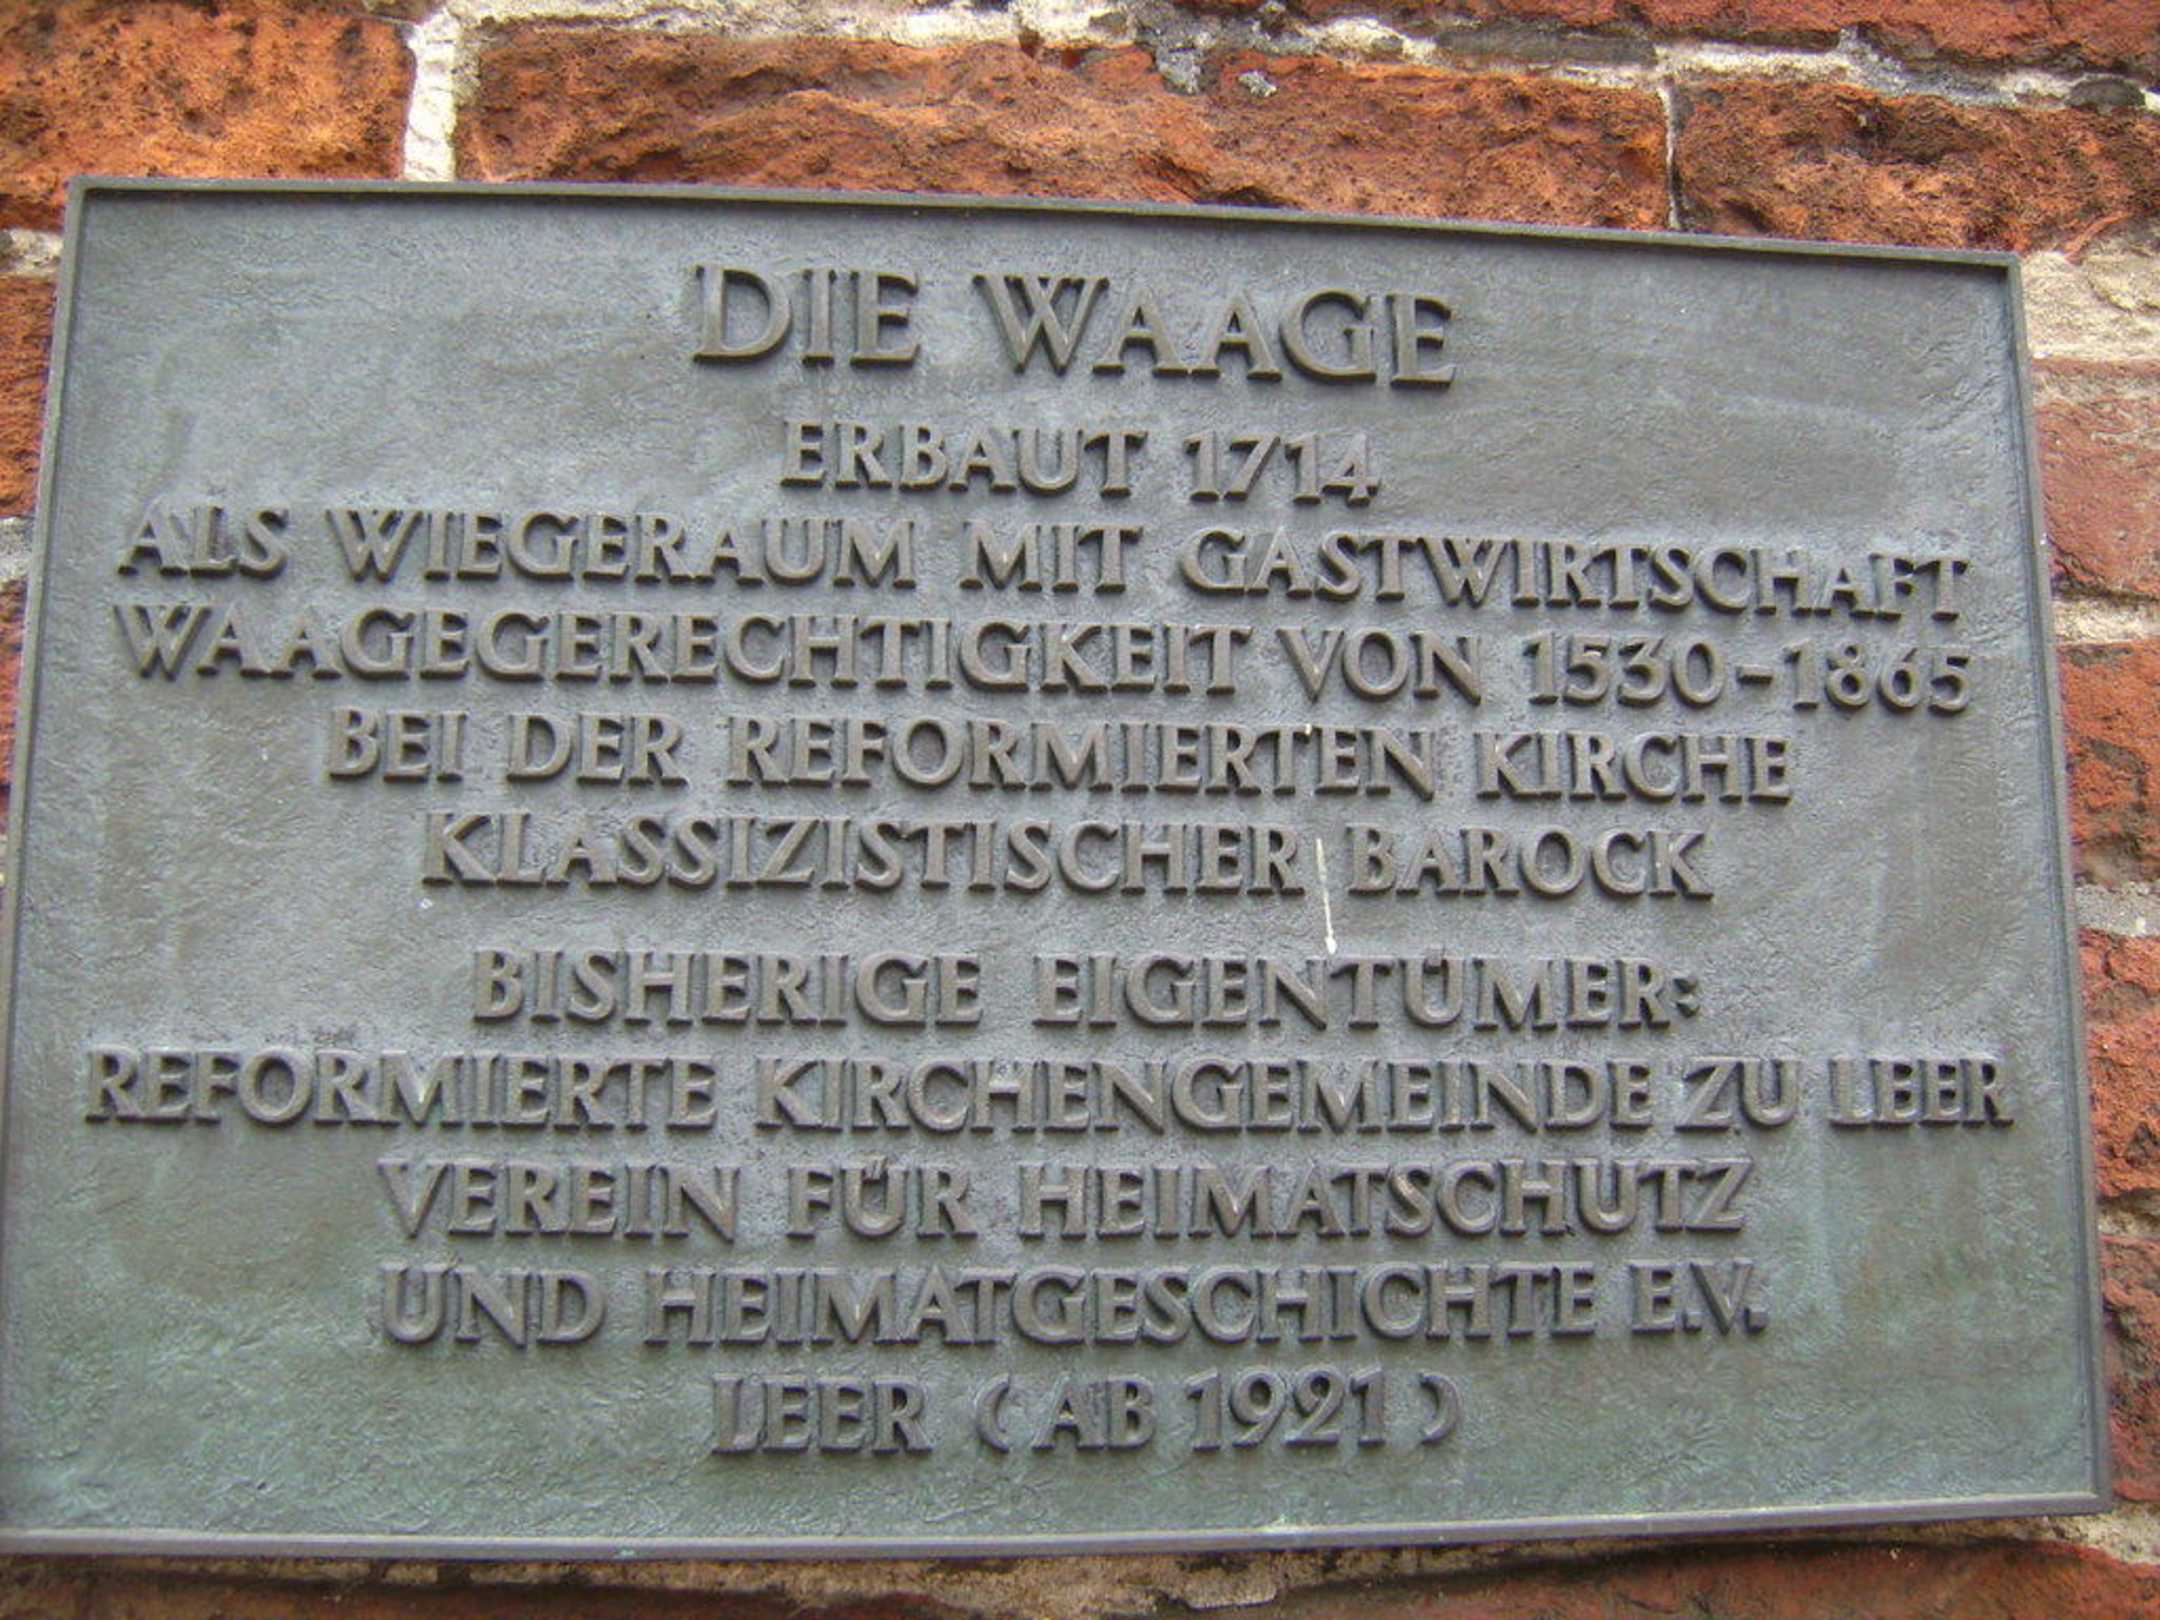 DIE WAAGE
ERBAUT 1714
ALS WIEGERAUM MIT GASTWIRTSCHAFT
WAAGEGERECHTIGKEIT VON 1530-1865
BEI DER REFORMIERTEN KIRCHE
KLASSIZISTISCHER BAROCK
BISHERIGE EIGENTÜMER:
REFORMIERTE KIRCHENGEMEINDE ZU LEER
VEREIN FÜR HEIMATSCHUTZ
UND HEIMATGESCHICHTE E.V.
LEER (AB 1921)